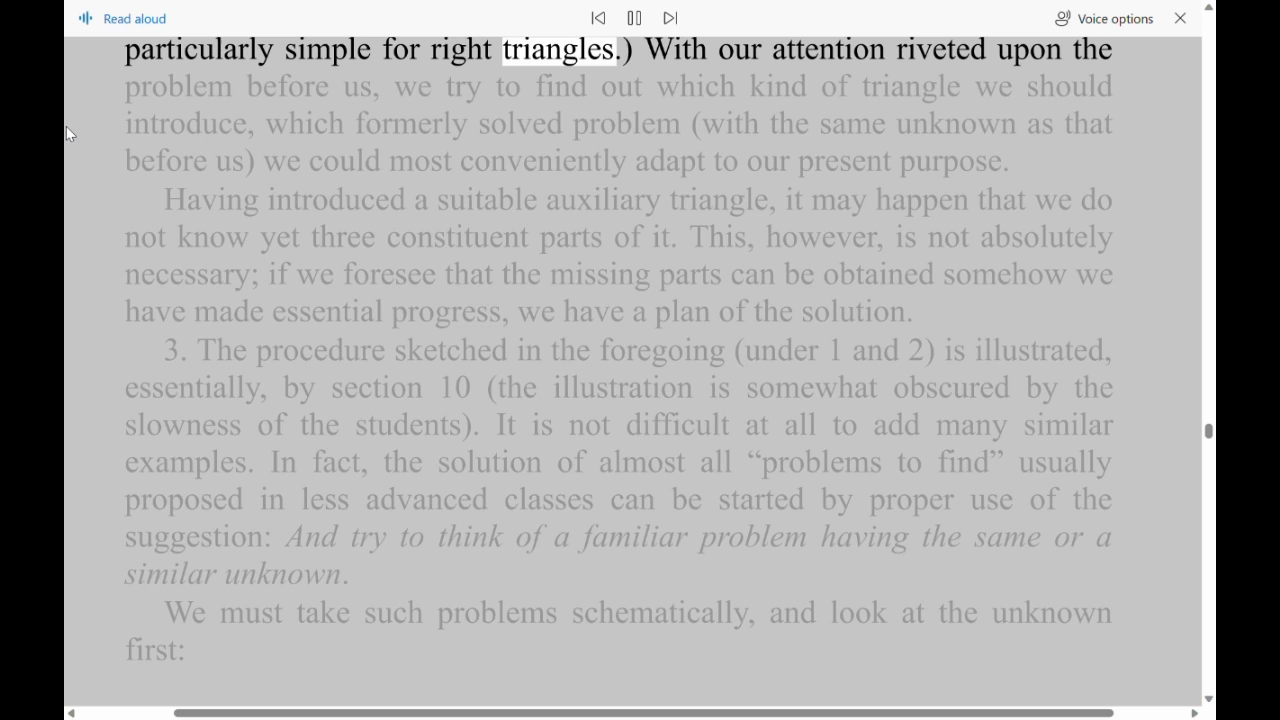 Read aloud
Voice options
particularly simple for right triangles.) With our attention riveted upon the
problem before us, we try to find out which kind of triangle we should
introduce, which formerly solved problem (with the same unknown as that
before us) we could most conveniently adapt to our present purpose.
Having introduced a suitable auxiliary triangle, it may happen that we do
not know yet three constituent parts of it. This, however, is not absolutely
necessary; if we foresee that the missing parts can be obtained somehow we
have made essential progress, we have a plan of the solution.
3. The procedure sketched in the foregoing (under 1 and 2) is illustrated,
essentially, by section 10 (the illustration is somewhat obscured by the
slowness of the students). It is not difficult at all to add many similar
examples. In fact, the solution of almost all “problems to find” usually
proposed in less advanced classes can be started by proper use of the
suggestion: And try to think of a familiar problem having the same or a
similar unknown.
We must take such problems schematically, and look at the unknown
first: